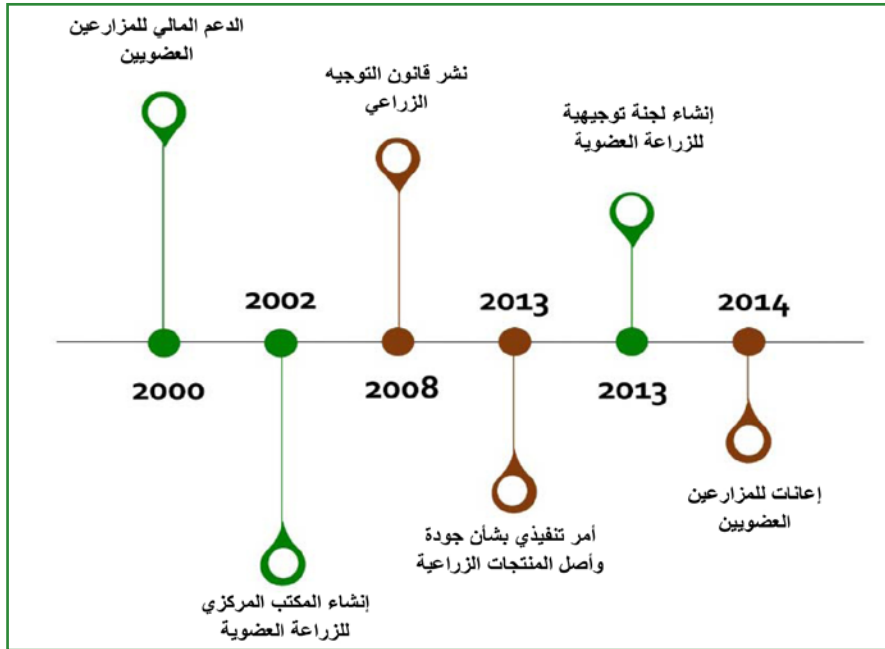 الدعم المالي للمزارعين
العضويين
2000
2002
إنشاء المكتب المركزي
للزراعة العضوية
نشر قانون التوجيه
الزراعي
2008
2013
أمر تنفيذي بشأن جودة
وأصل المنتجات الزراعية
إنشاء لجنة توجيهية
للزراعة العضوية
2013
2014
إعانات للمزارعين
العضويين